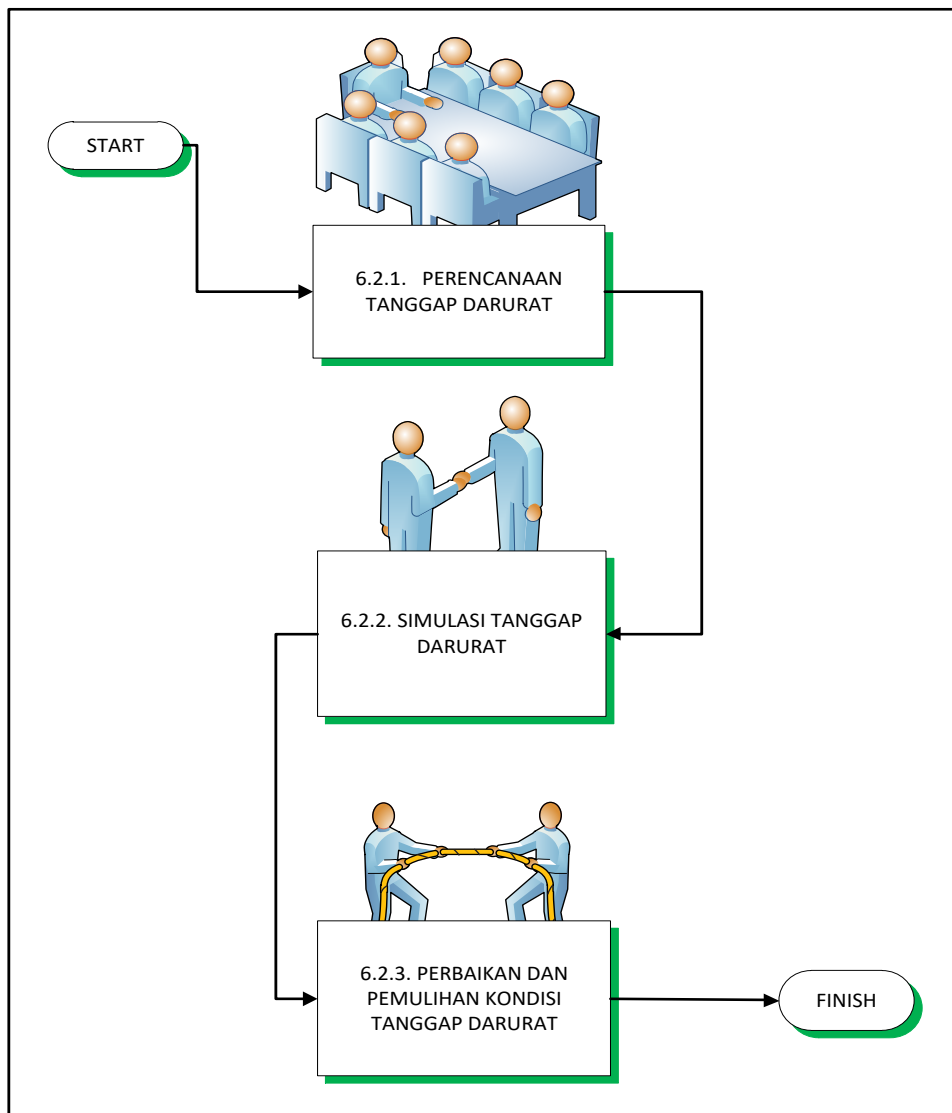 START
6.2.1. PERENCANAAN
TANGGAP DARURAT
6.2.2. SIMULASI TANGGAP
DARURAT
6.2.3. PERBAIKAN DAN
PEMULIHAN KONDISI
TANGGAP DARURAT
FINISH